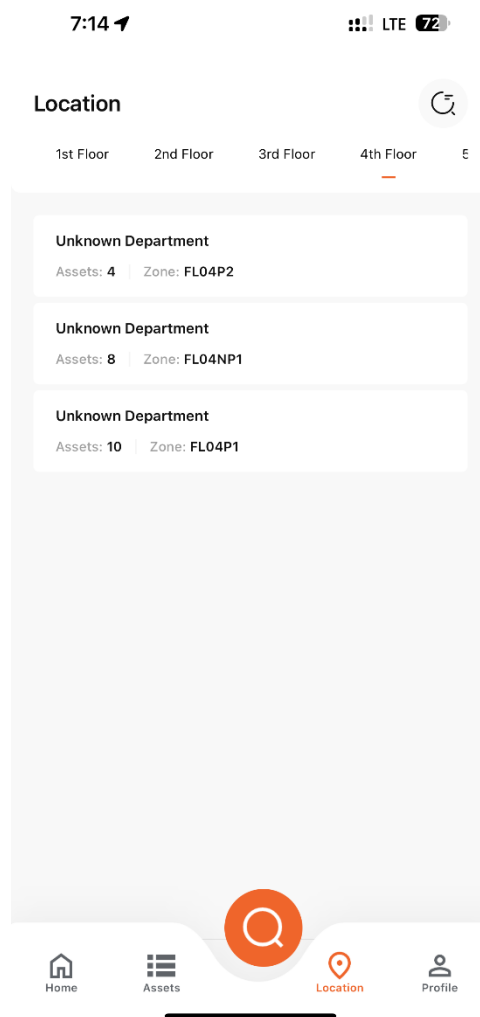 7:14 LTE 72
Location
1st Floor 2nd Floor 3rd Floor 4th Floor 5
Unknown Department
Assets: 4 Zone: FL04P2
Unknown Department
Assets: 8 Zone: FL04NP1
Unknown Department
Assets: 10 Zone: FL04P1
Home Assets Location Profile